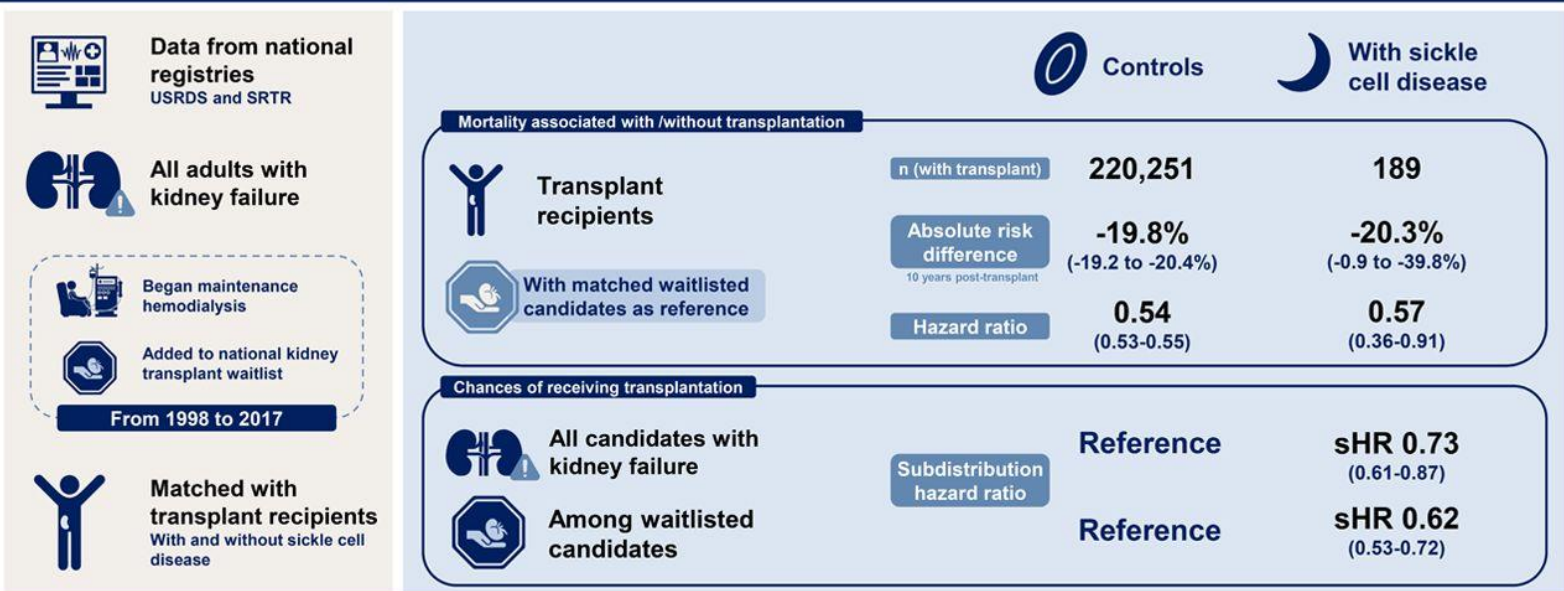 Data from national
registries
USRDS and SRTR
All adults with
kidney failure
Began maintenance
hemodialysis
Added to national kidney
transplant waitlist
From 1998 to 2017
Matched with
transplant recipients
With and without sickle cell
disease
Controls
With sickle
cell disease
Mortality associated with /without transplantation
Transplant
recipients
With matched waitlisted
candidates as reference
n (with transplant)
220,251
189
Absolute risk
difference
10 years post-transplant
-19.8%
(-19.2 to -20.4%)
-20.3%
(-0.9 to -39.8%)
Hazard ratio
0.54
(0.53-0.55)
0.57
(0.36-0.91)
Chances of receiving transplantation
All candidates with
kidney failure
Among waitlisted
candidates
Subdistribution
hazard ratio
Reference
sHR 0.73
(0.61-0.87)
Reference
sHR 0.62
(0.53-0.72)